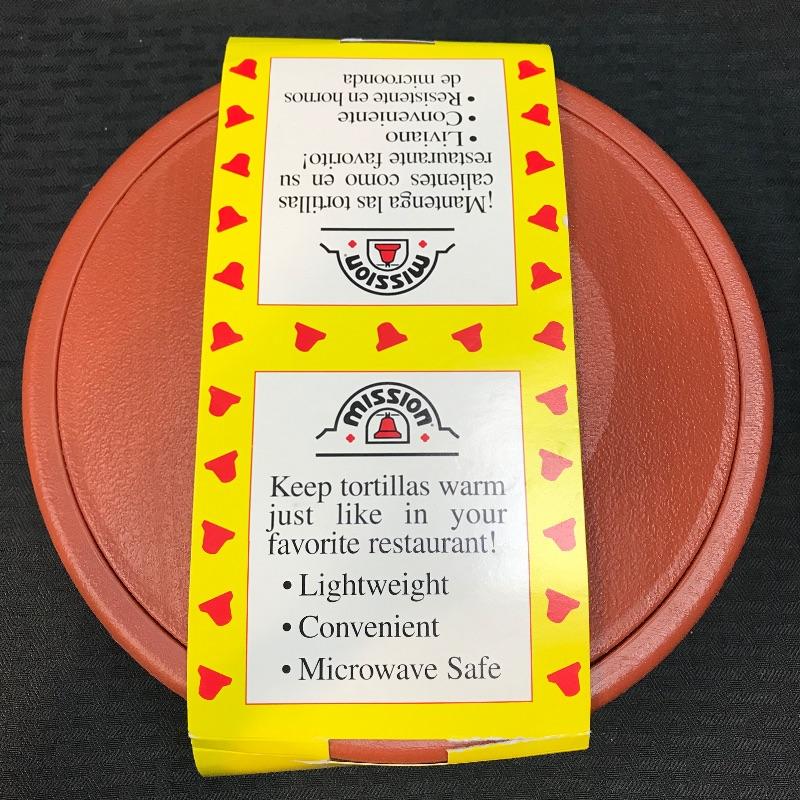 ¡Mantenga las tortillas
calientes como en su
restaurante favorito!
• Liviano
• Conveniente
• Resistente en hornos
de microonda
MISSION
MISSION
Keep tortillas warm
just like in your
favorite restaurant!
• Lightweight
• Convenient
• Microwave Safe